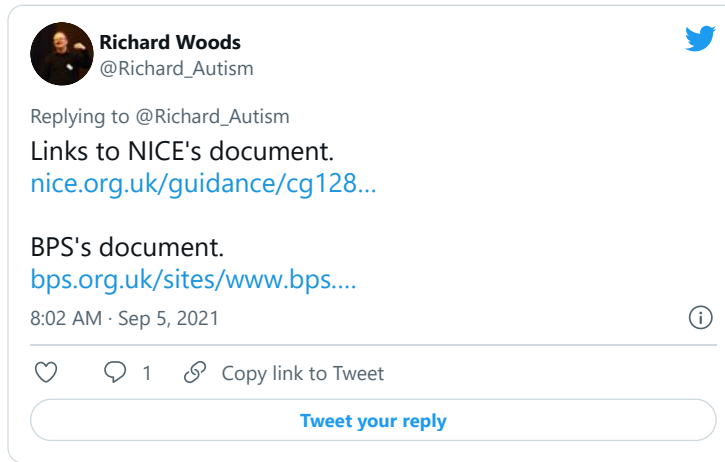 Richard Woods
@Richard_Autism
Replying to @Richard_Autism
Links to NICE's document.
nice.org.uk/guidance/cg128...
BPS's document.
bps.org.uk/sites/www.bps....
8:02 AM · Sep 5, 2021
1 Copy link to Tweet
Tweet your reply